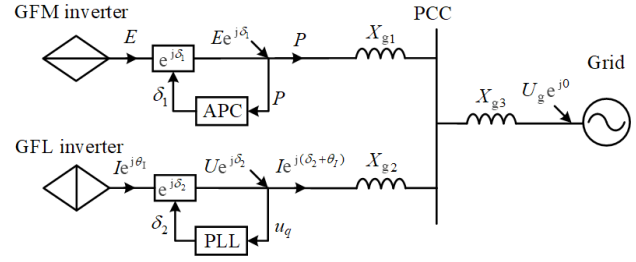 GFM inverter
PCC
E
e^{jδ_1}
Ee^{jδ_1}
P
X_{g1}
Grid
δ_1
APC
P
X_{g3}
U_g e^{j0}
GFL inverter
Ie^{jθ_I}
e^{jδ_2}
Ue^{jδ_2}
Ie^{j(δ_2+θ_I)}
X_{g2}
δ_2
PLL
u_q